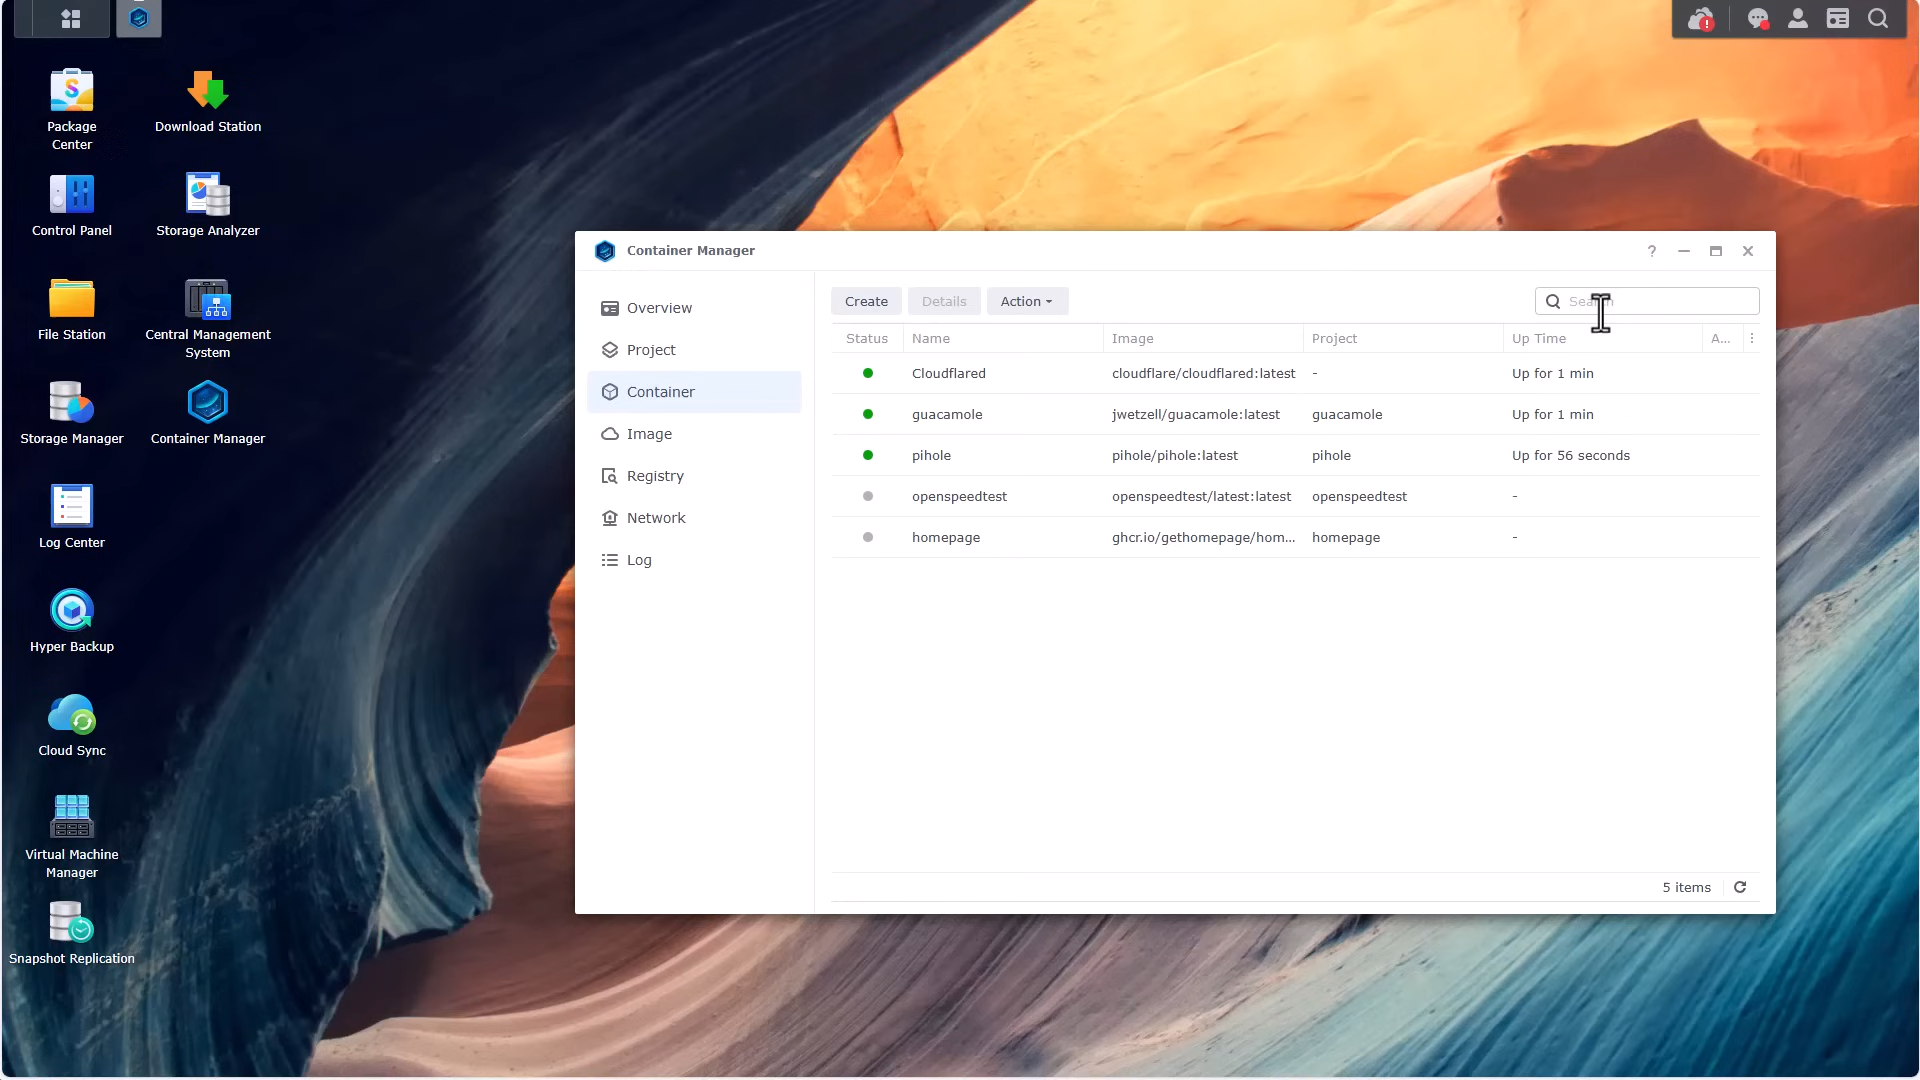 Package
Center
Download Station
Control Panel
Storage Analyzer
File Station
Central Management
System
Storage Manager
Container Manager
Log Center
Hyper Backup
Cloud Sync
Virtual Machine
Manager
Snapshot Replication
Container Manager
?
Overview
Project
Container
Image
Registry
Network
Log
Create Details Action
Search
Status Name Image Project Up Time A...
Cloudflared cloudflare/cloudflared:latest - Up for 1 min
guacamole jwetzell/guacamole:latest guacamole Up for 1 min
pihole pihole/pihole:latest pihole Up for 56 seconds
openspeedtest openspeedtest/latest:latest openspeedtest -
homepage ghcr.io/gethomepage/hom... homepage -
5 items